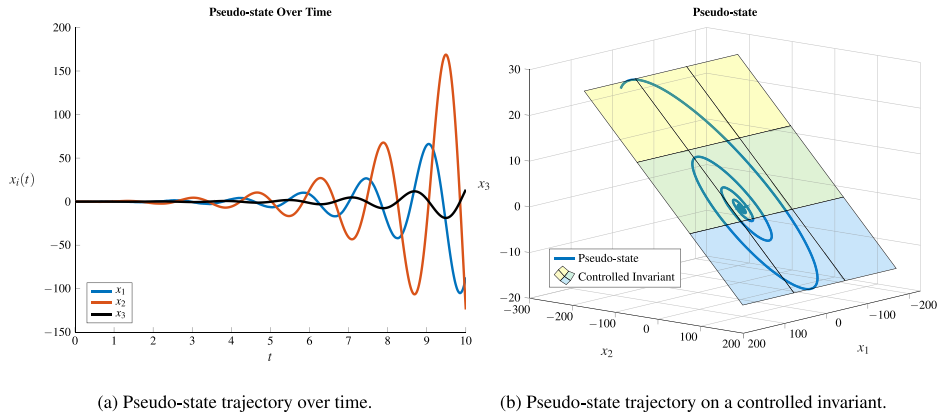 Pseudo-state Over Time
200
150
100
50
0
−50
−100
−150
x_i(t)
0 1 2 3 4 5 6 7 8 9 10
t
x_1
x_2
x_3
Pseudo-state
30
20
10
0
−10
−20
x_3
−300 −200 −100 0 100 200
x_2
200 100 0 −100 −200
x_1
Pseudo-state
Controlled Invariant
(a) Pseudo-state trajectory over time.
(b) Pseudo-state trajectory on a controlled invariant.